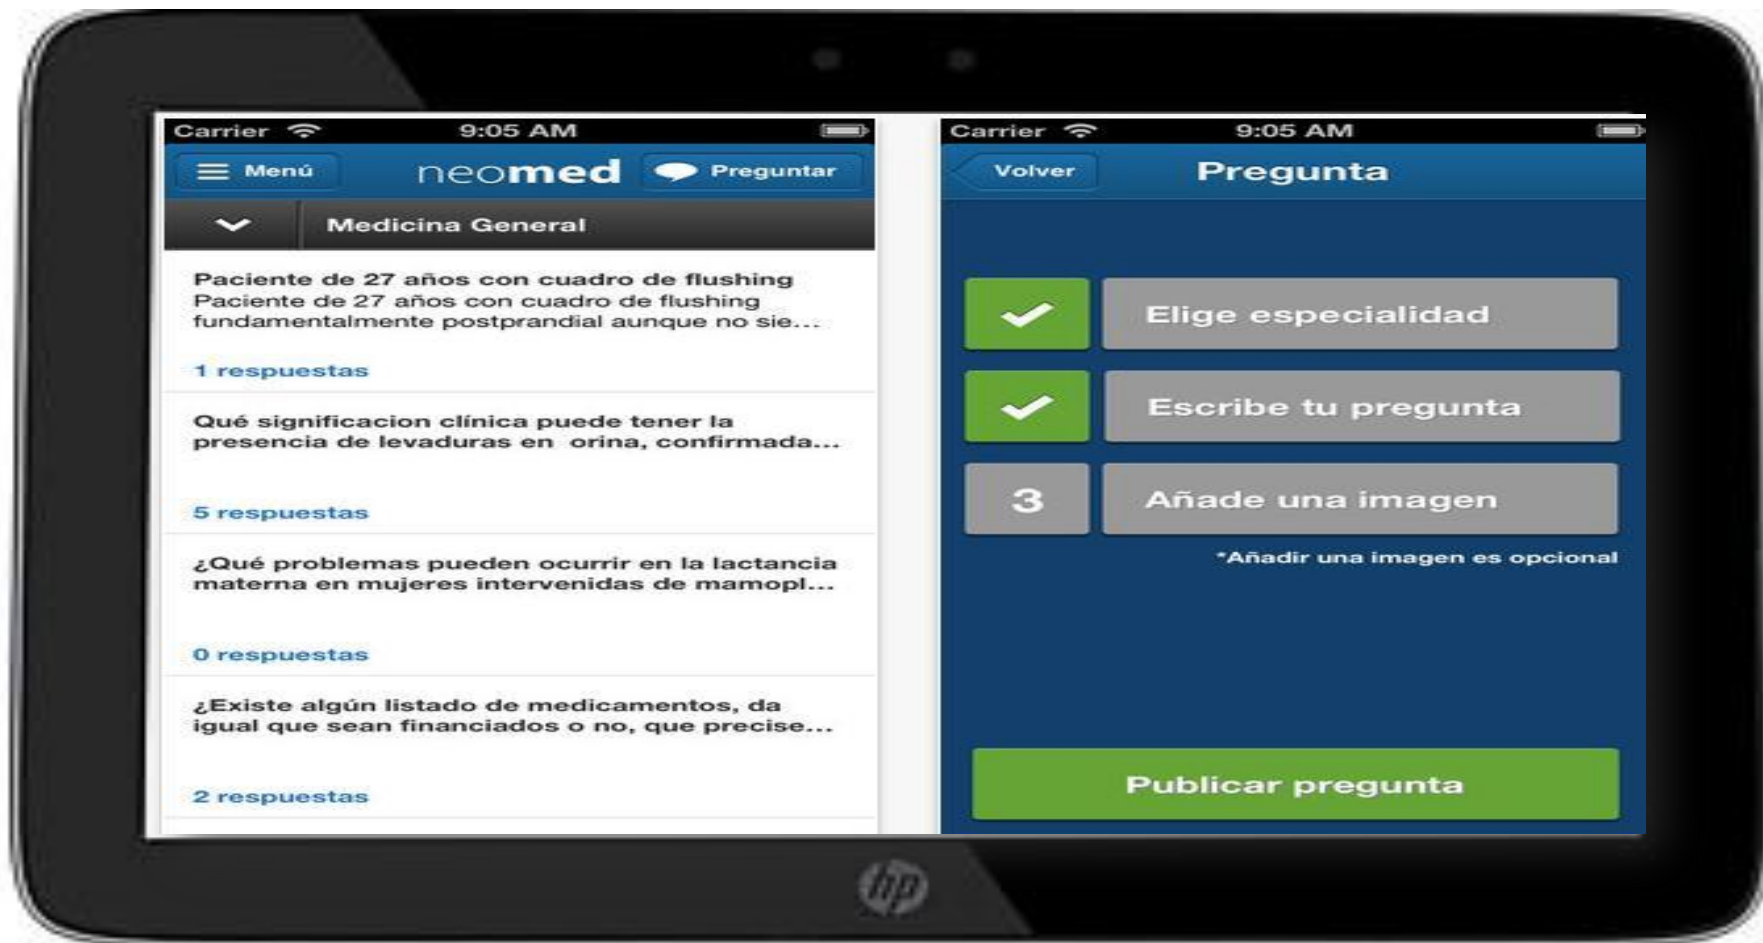 Carrier 9:05 AM
Menú neomed Preguntar
Medicina General
Paciente de 27 años con cuadro de flushing
Paciente de 27 años con cuadro de flushing
fundamentalmente postprandial aunque no sie...
1 respuestas
Qué significacion clínica puede tener la
presencia de levaduras en orina, confirmada...
5 respuestas
¿Qué problemas pueden ocurrir en la lactancia
materna en mujeres intervenidas de mamopl...
0 respuestas
¿Existe algún listado de medicamentos, da
igual que sean financiados o no, que precise...
2 respuestas
Carrier 9:05 AM
Volver Pregunta
Elige especialidad
Escribe tu pregunta
3 Añade una imagen
*Añadir una imagen es opcional
Publicar pregunta
hp